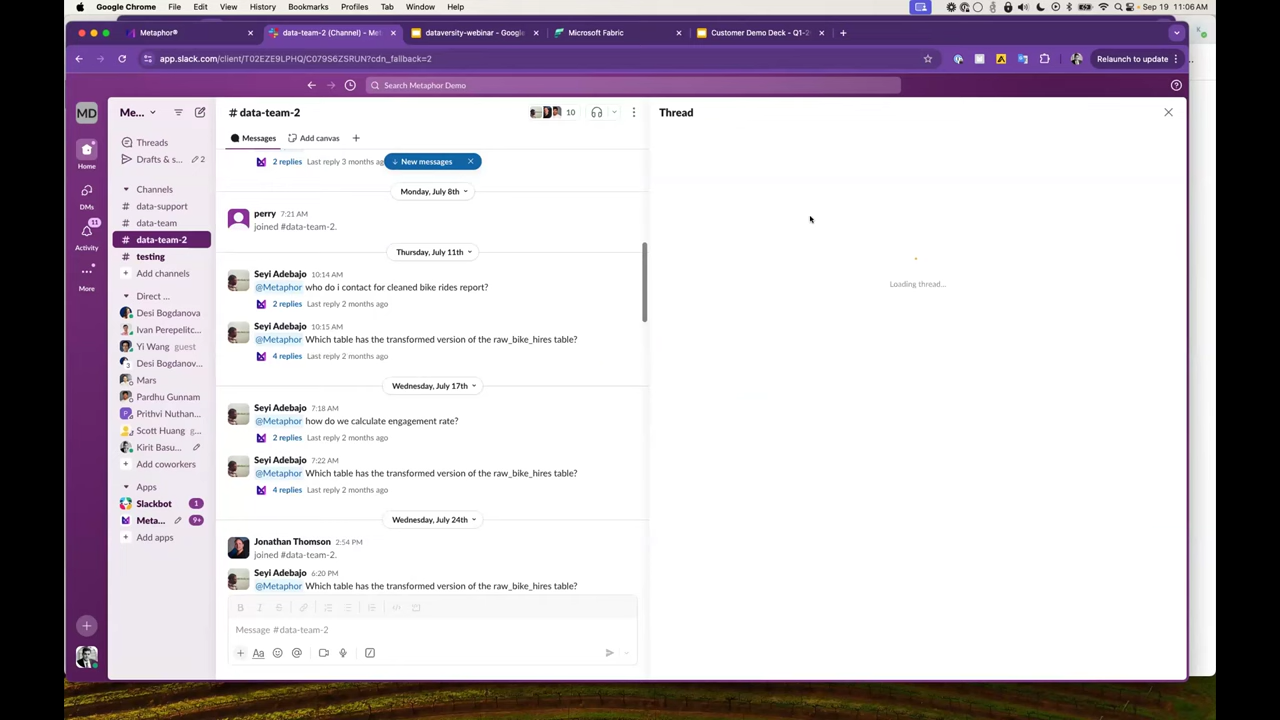 Google Chrome File Edit View History Bookmarks Profiles Tab Window Help
Sep 19 11:06 AM
Metaphor®
data-team-2 (Channel) - Met
dataversity-webinar - Google
Microsoft Fabric
Customer Demo Deck - Q1-2
app.slack.com/client/T02EZE9LPHQ/C079S6ZSRUN?cdn_fallback=2
Relaunch to update
Search Metaphor Demo
MD
Home
DMs
11
Activity
More
Me...
Threads
Drafts & s...
2
Channels
data-support
data-team
data-team-2
testing
Add channels
Direct ...
Desi Bogdanova
Ivan Perepelitc...
Yi Wang guest
Desi Bogdanov...
Mars
Pardhu Gunnam
Prithvi Nuthan...
Scott Huang g...
Kirit Basu...
Add coworkers
Apps
Slackbot 1
Meta... 9+
Add apps
# data-team-2
10
Messages
Add canvas
2 replies Last reply 3 months ag
New messages
Monday, July 8th
perry 7:21 AM
joined #data-team-2.
Thursday, July 11th
Seyi Adebajo 10:14 AM
@Metaphor who do i contact for cleaned bike rides report?
2 replies Last reply 2 months ago
Seyi Adebajo 10:15 AM
@Metaphor Which table has the transformed version of the raw_bike_hires table?
4 replies Last reply 2 months ago
Wednesday, July 17th
Seyi Adebajo 7:18 AM
@Metaphor how do we calculate engagement rate?
2 replies Last reply 2 months ago
Seyi Adebajo 7:22 AM
@Metaphor Which table has the transformed version of the raw_bike_hires table?
4 replies Last reply 2 months ago
Wednesday, July 24th
Jonathan Thomson 2:54 PM
joined #data-team-2.
Seyi Adebajo 6:20 PM
@Metaphor Which table has the transformed version of the raw_bike_hires table?
Message #data-team-2
Thread
Loading thread...